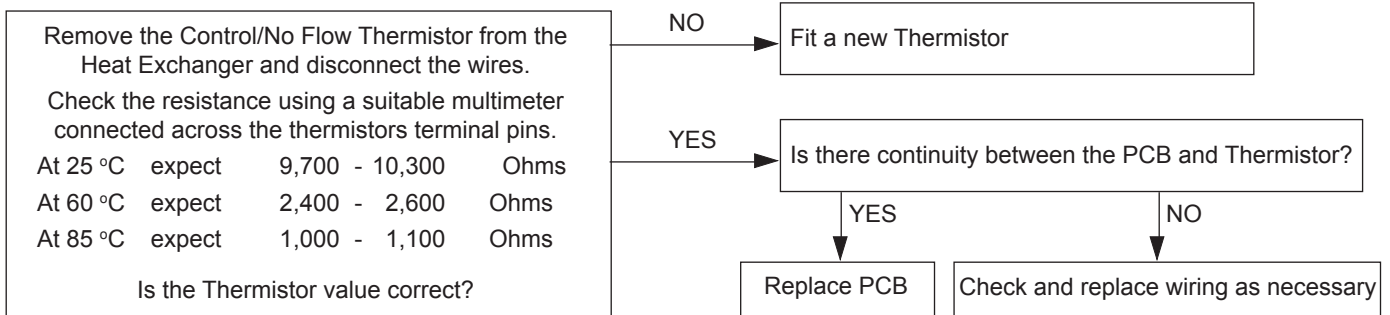 Remove the Control/No Flow Thermistor from the
Heat Exchanger and disconnect the wires.
Check the resistance using a suitable multimeter
connected across the thermistors terminal pins.
At 25 °C expect 9,700 - 10,300 Ohms
At 60 °C expect 2,400 - 2,600 Ohms
At 85 °C expect 1,000 - 1,100 Ohms
Is the Thermistor value correct?
NO
Fit a new Thermistor
YES
Is there continuity between the PCB and Thermistor?
YES
NO
Replace PCB
Check and replace wiring as necessary